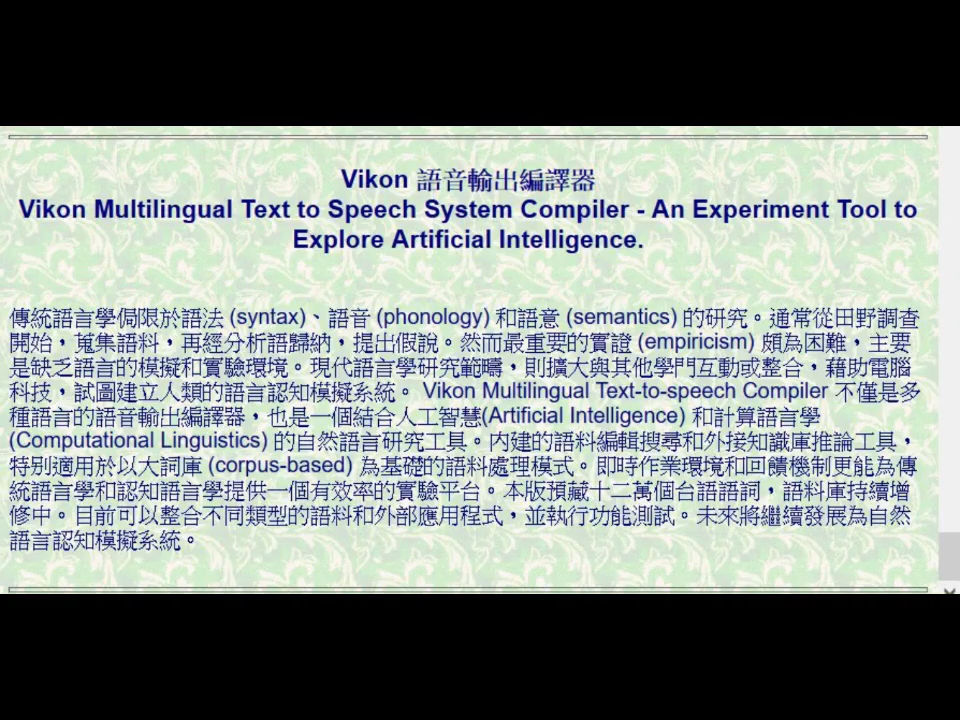 Vikon 語音輸出編譯器
Vikon Multilingual Text to Speech System Compiler - An Experiment Tool to
Explore Artificial Intelligence.
傳統語言學侷限於語法 (syntax)、語音 (phonology) 和語意 (semantics) 的研究。通常從田野調查
開始，蒐集語料，再經分析語歸納，提出假說。然而最重要的實證 (empiricism) 頗為困難，主要
是缺乏語言的模擬和實驗環境。現代語言學研究範疇，則擴大與其他學門互動或整合，藉助電腦
科技，試圖建立人類的語言認知模擬系統。 Vikon Multilingual Text-to-speech Compiler 不僅是多
種語言的語音輸出編譯器，也是一個結合人工智慧(Artificial Intelligence) 和計算語言學
(Computational Linguistics) 的自然語言研究工具。内建的語料編輯搜尋和外接知識庫推論工具，
特別適用於以大詞庫 (corpus-based) 為基礎的語料處理模式。即時作業環境和回饋機制更能為傳
統語言學和認知語言學提供一個有效率的實驗平台。本版預藏十二萬個台語語詞，語料庫持續增
修中。目前可以整合不同類型的語料和外部應用程式，並執行功能測試。未來將繼續發展為自然
語言認知模擬系統。